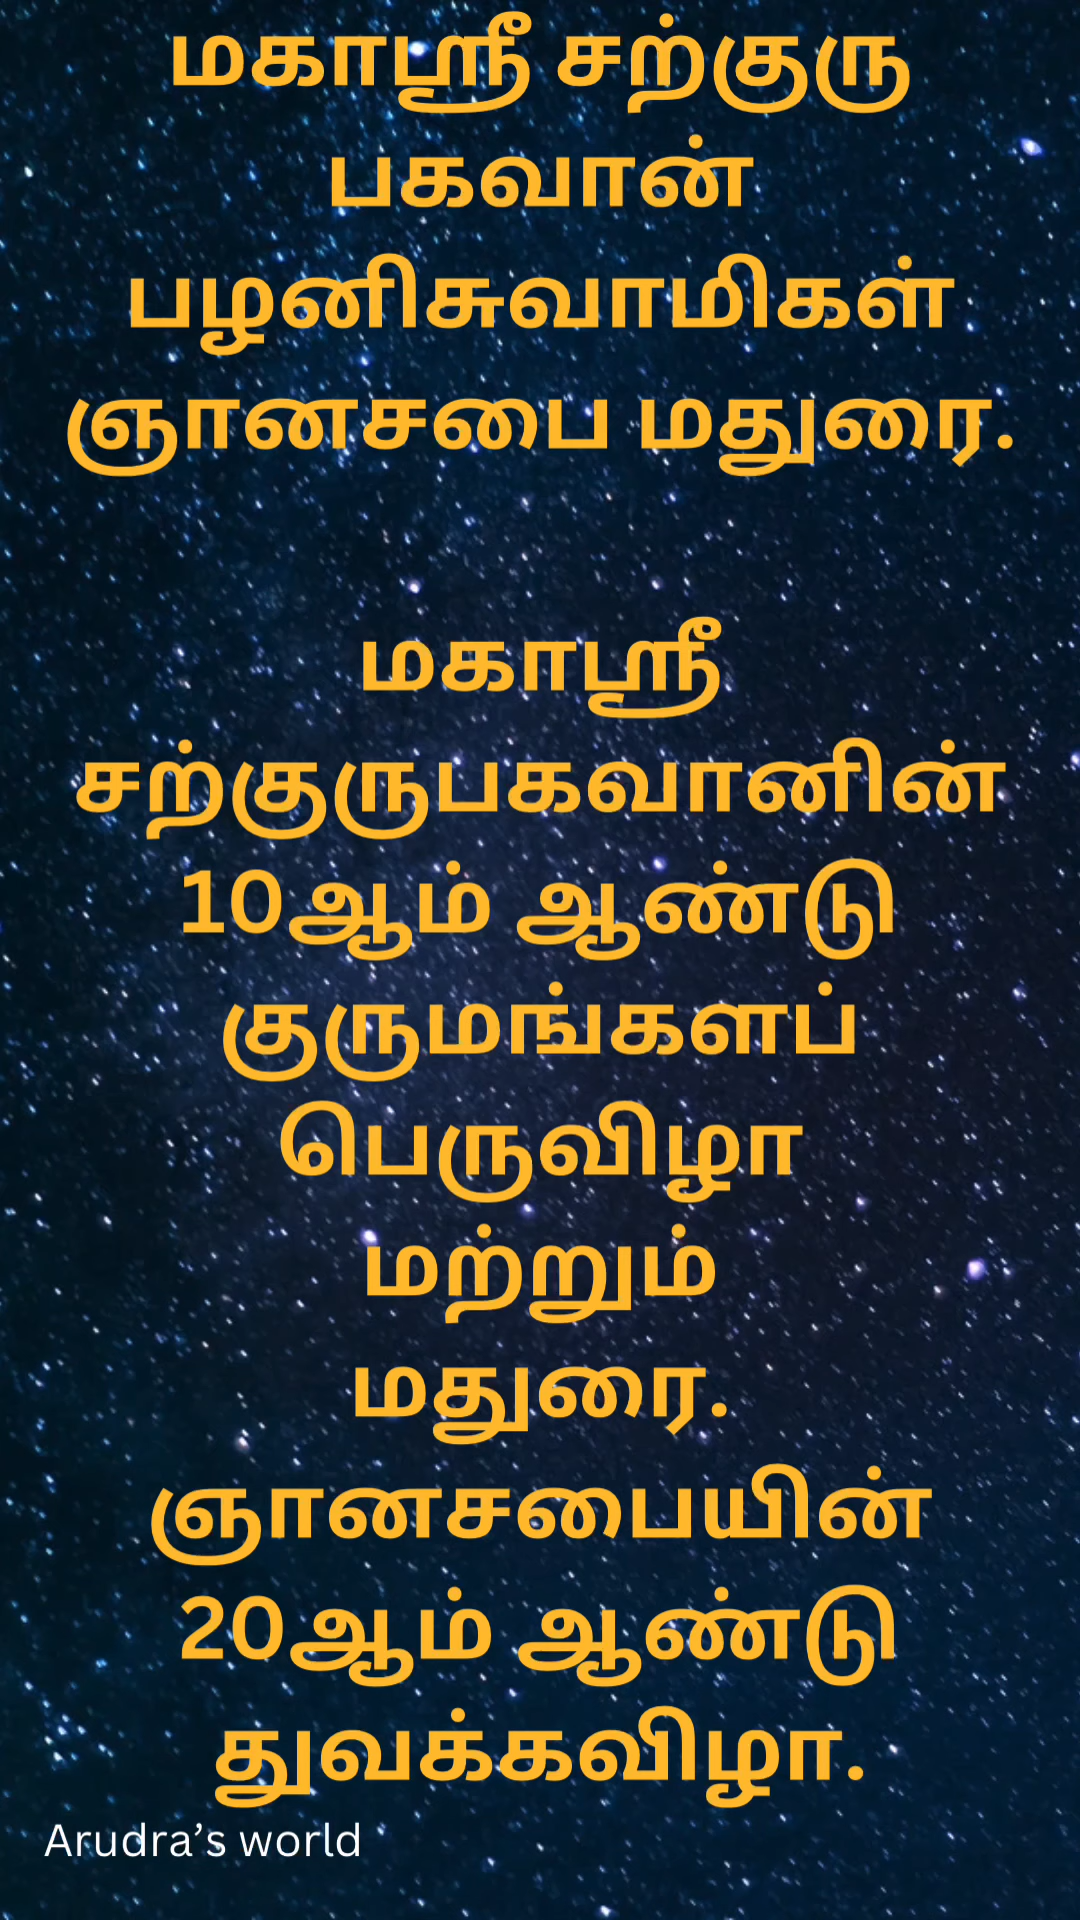 மகாஸ்ரீ சற்குரு
பகவான்
பழனிசுவாமிகள்
ஞானசபை மதுரை.
மகாஸ்ரீ
சற்குருபகவானின்
10ஆம் ஆண்டு
குருமங்களப்
பெருவிழா
மற்றும்
மதுரை.
ஞானசபையின்
20ஆம் ஆண்டு
துவக்கவிழா.
Arudra’s world